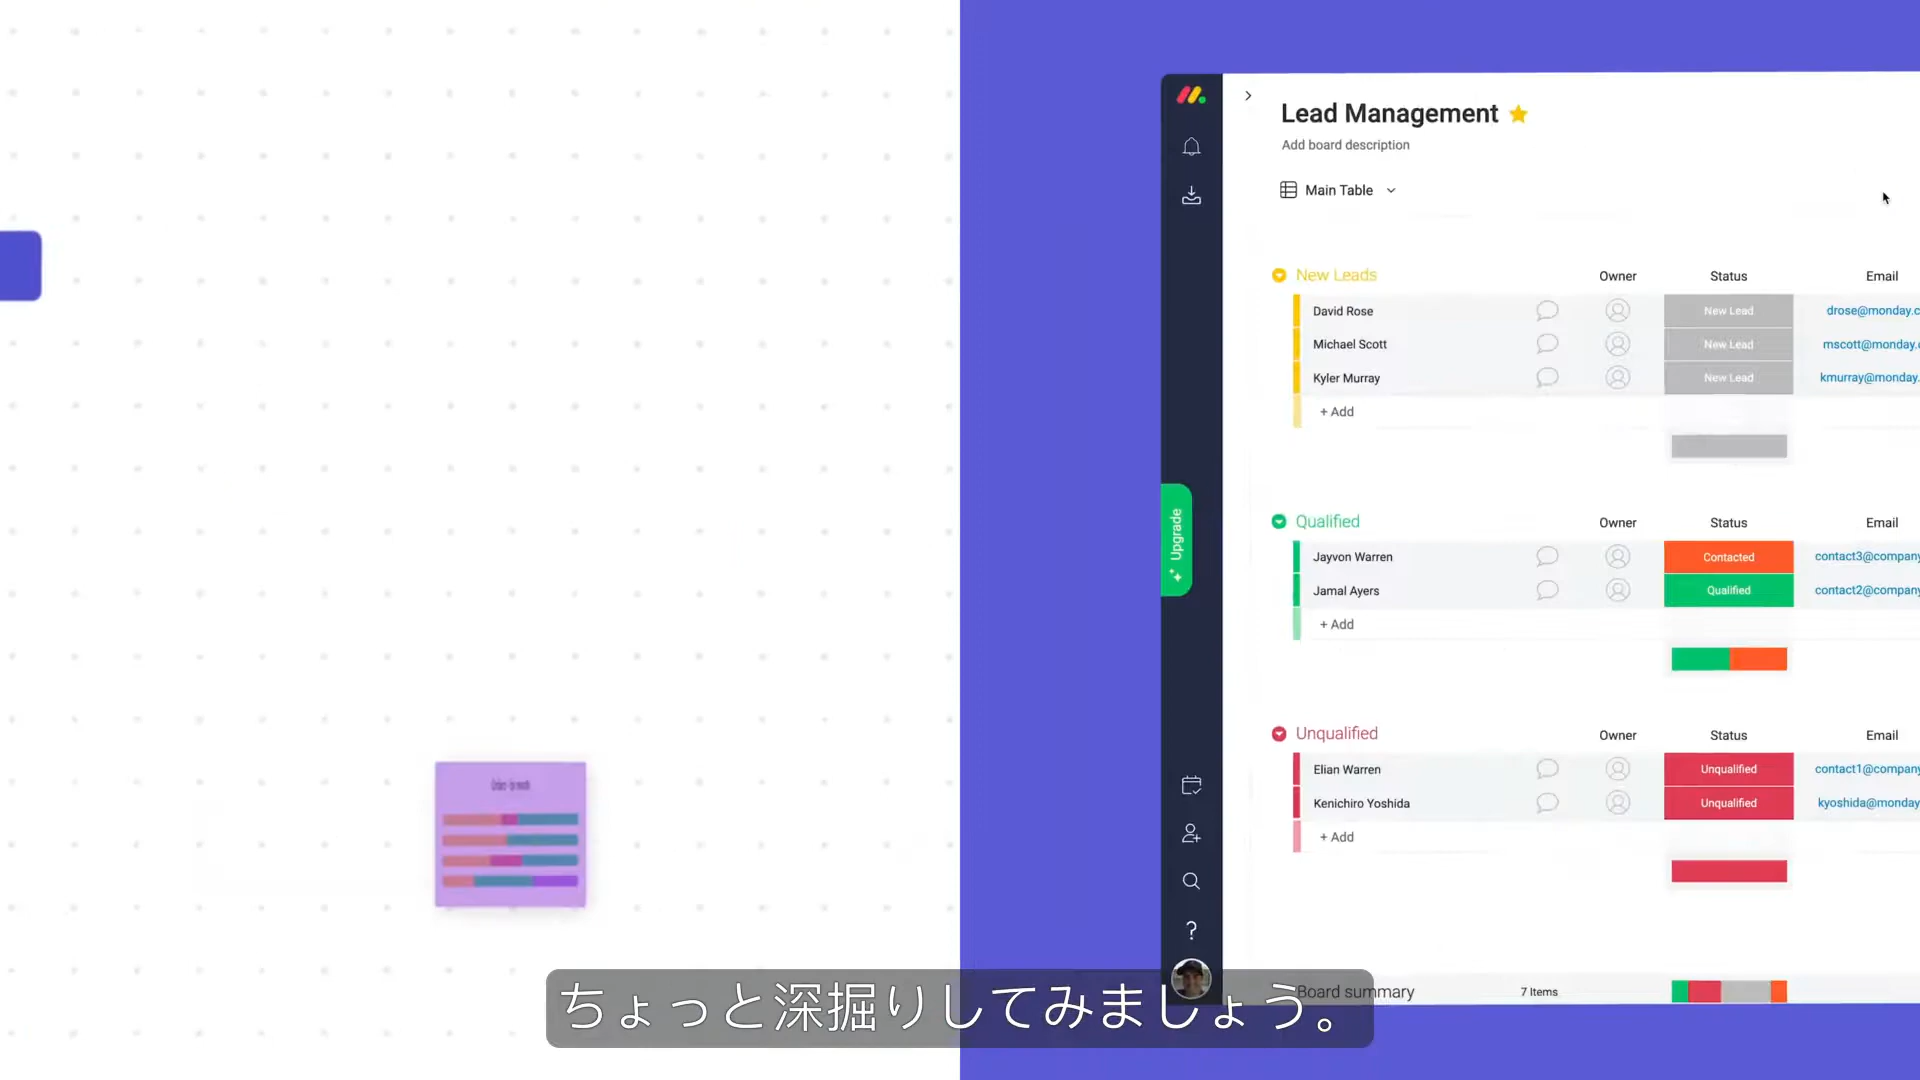 Lead Management
Add board description
Main Table
New Leads Owner Status Email
David Rose New Lead drose@monday.c
Michael Scott New Lead mscott@monday.
Kyler Murray New Lead kmurray@monday.
+ Add
Upgrade
Qualified Owner Status Email
Jayvon Warren Contacted contact3@company
Jamal Ayers Qualified contact2@company
+ Add
Unqualified Owner Status Email
Elian Warren Unqualified contact1@company
Kenichiro Yoshida Unqualified kyoshida@monday
+ Add
Board summary 7 Items
ちょっと深掘りしてみましょう。